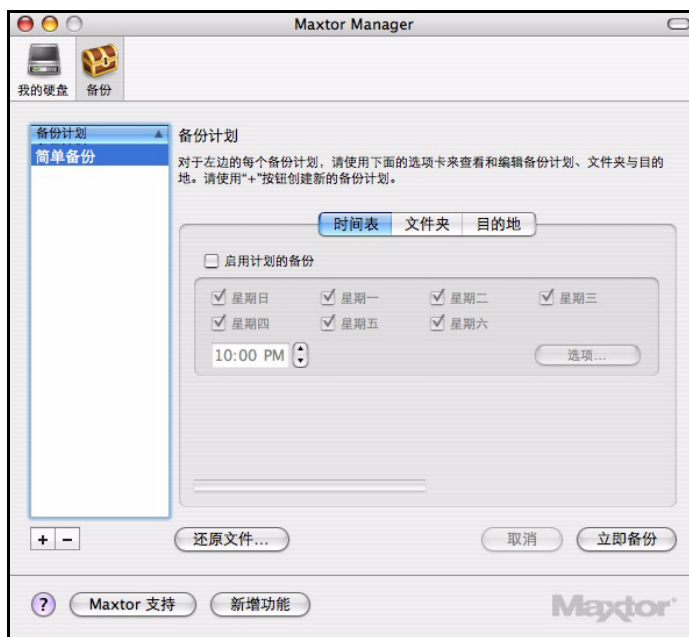 Maxtor Manager
我的硬盘
备份
备份计划
简单备份
备份计划
对于左边的每个备份计划，请使用下面的选项卡来查看和编辑备份计划、文件夹与目的
地。请使用“+”按钮创建新的备份计划。
时间表 文件夹 目的地
启用计划的备份
星期日 星期一 星期二 星期三
星期四 星期五 星期六
10:00 PM
选项...
+ −
还原文件...
取消
立即备份
?
Maxtor 支持
新增功能
Maxtor